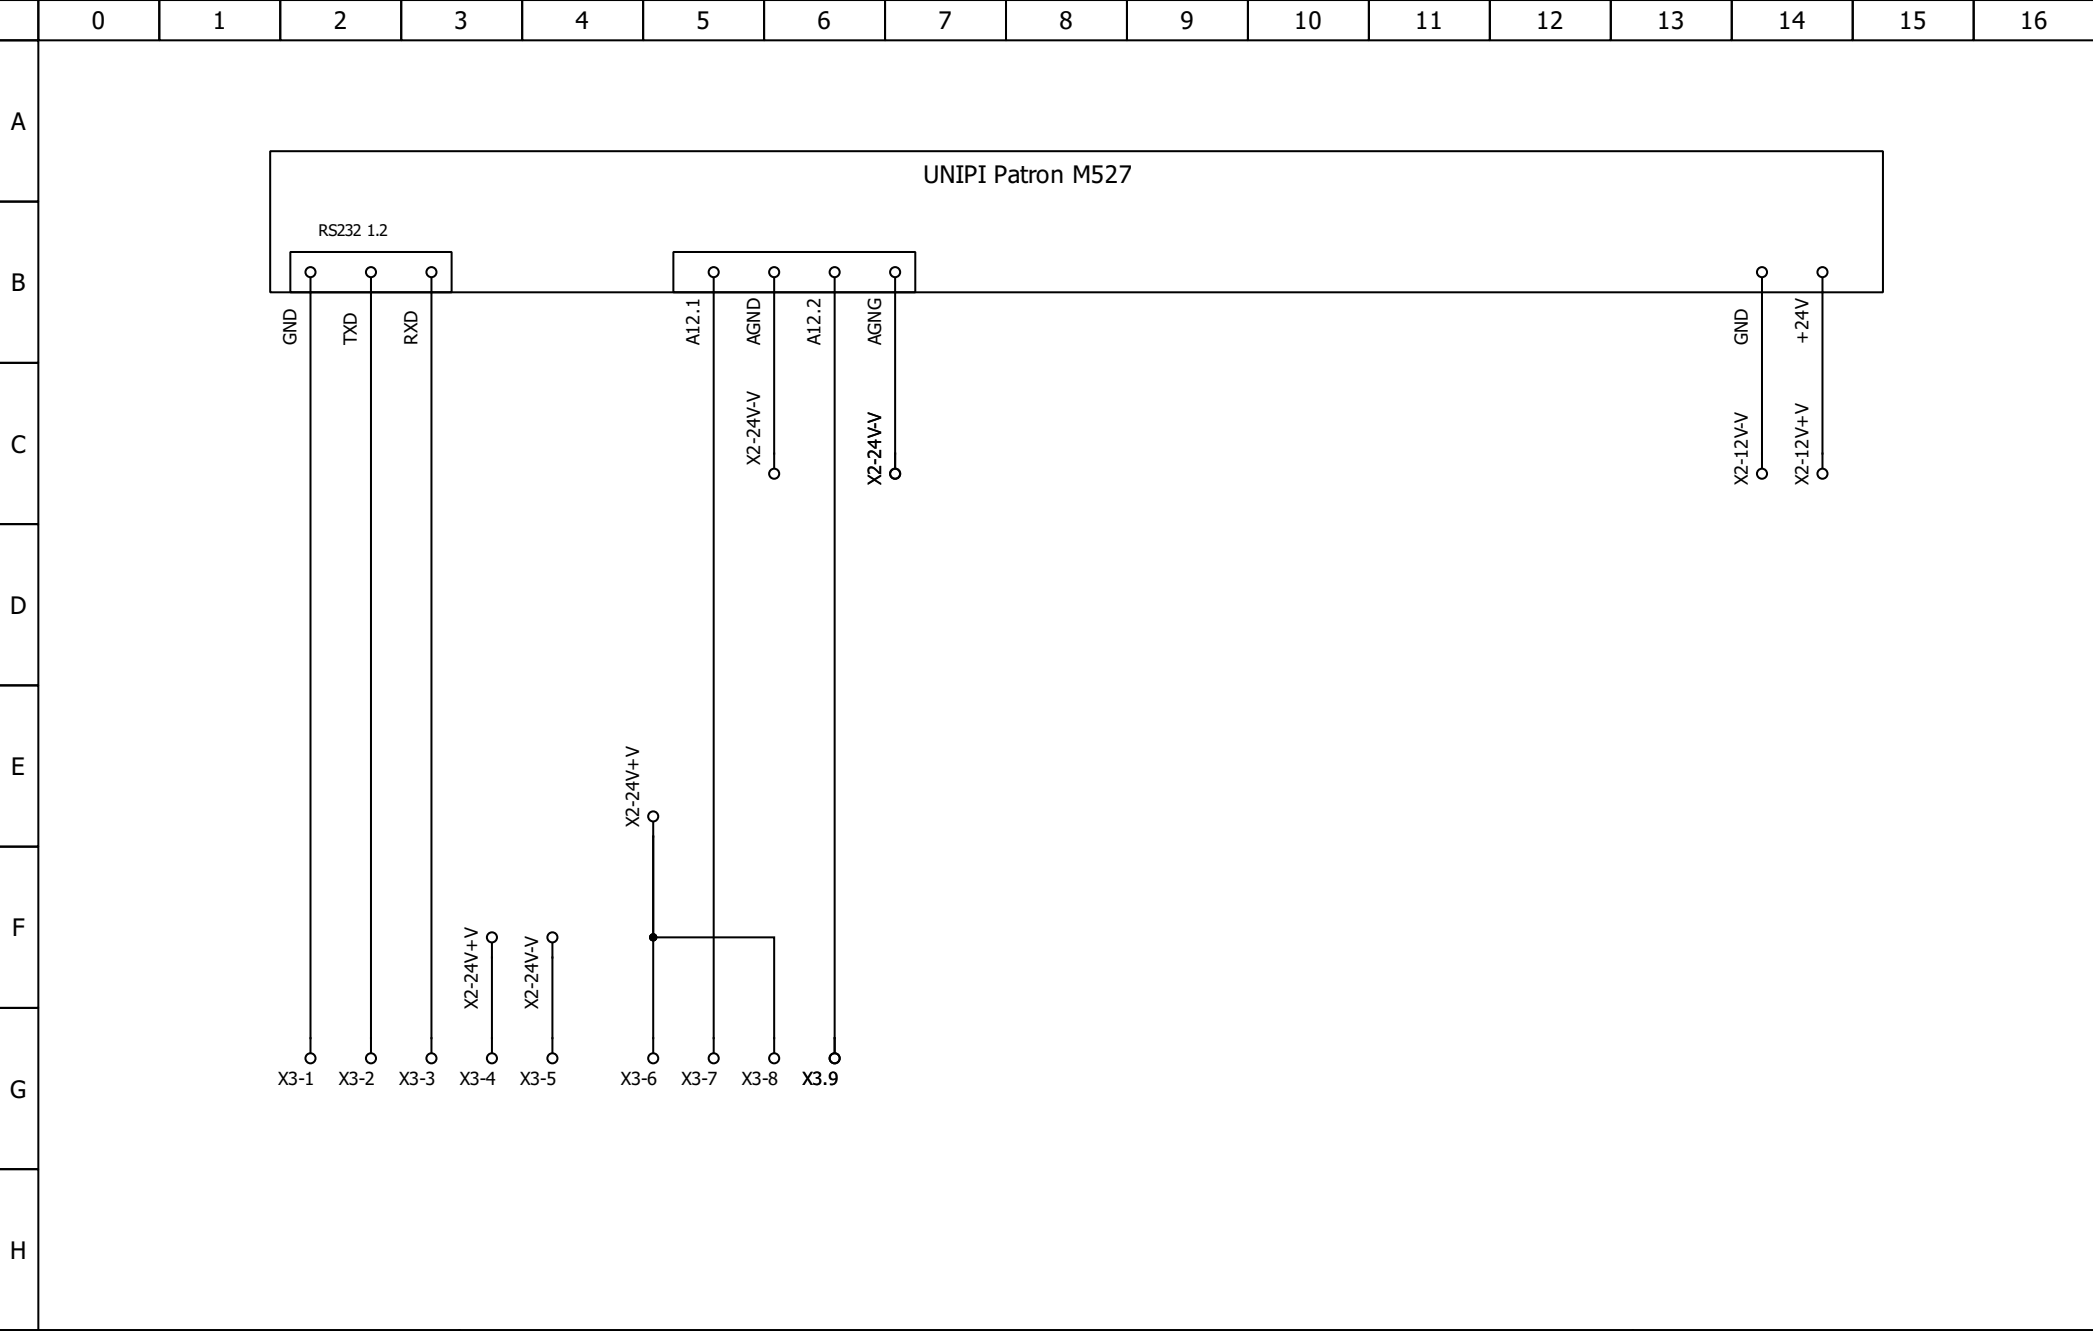 0 1 2 3 4 5 6 7 8 9 10 11 12 13 14 15 16
A
UNIPI Patron M527
RS232 1.2
B
GND TXD RXD A12.1 AGND A12.2 AGNG GND +24V
C
X2-24V-V X2-24V-V X2-12V-V X2-12V+V
D
E
X2-24V+V
F
X2-24V+V X2-24V-V
G
X3-1 X3-2 X3-3 X3-4 X3-5 X3-6 X3-7 X3-8 X3.9
H